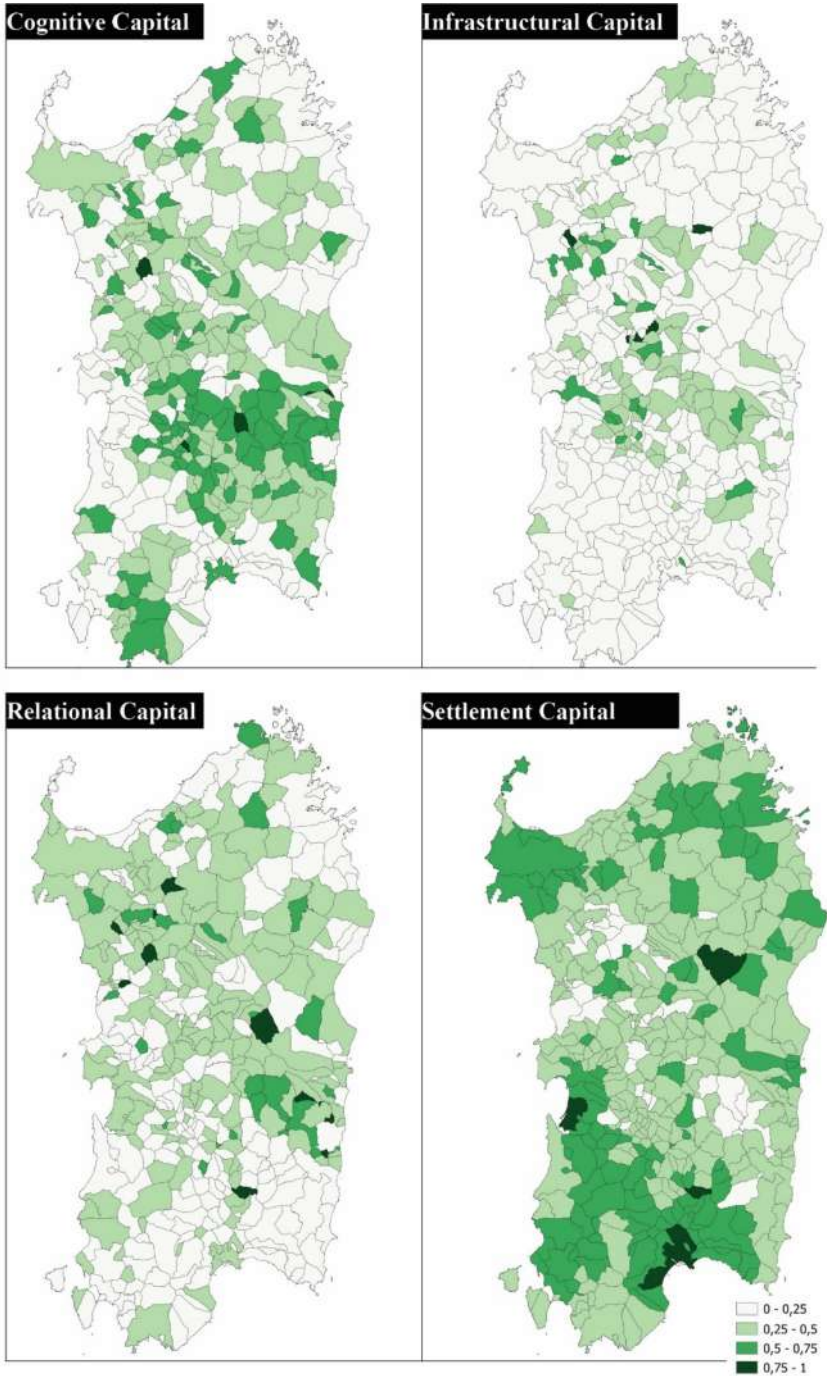 Cognitive Capital
Infrastructural Capital
Relational Capital
Settlement Capital
0 - 0,25
0,25 - 0,5
0,5 - 0,75
0,75 - 1